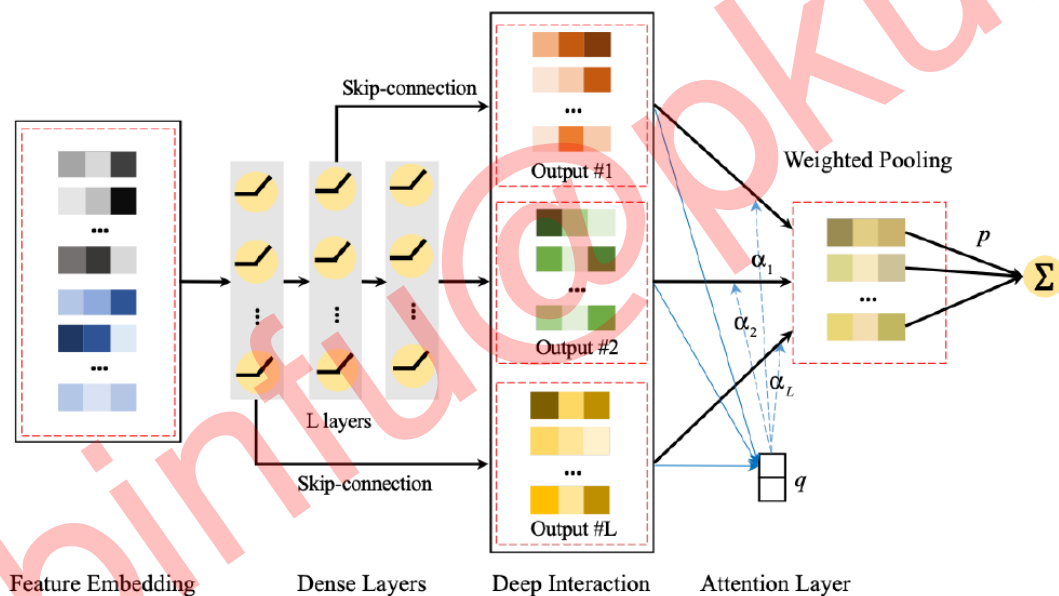 Skip-connection
Output #1
Weighted Pooling
...
...
...
p
α1
Σ
...
...
α2
Output #2
...
αL
L layers
...
q
Skip-connection
Output #L
Feature Embedding
Dense Layers
Deep Interaction
Attention Layer
binfu@pku